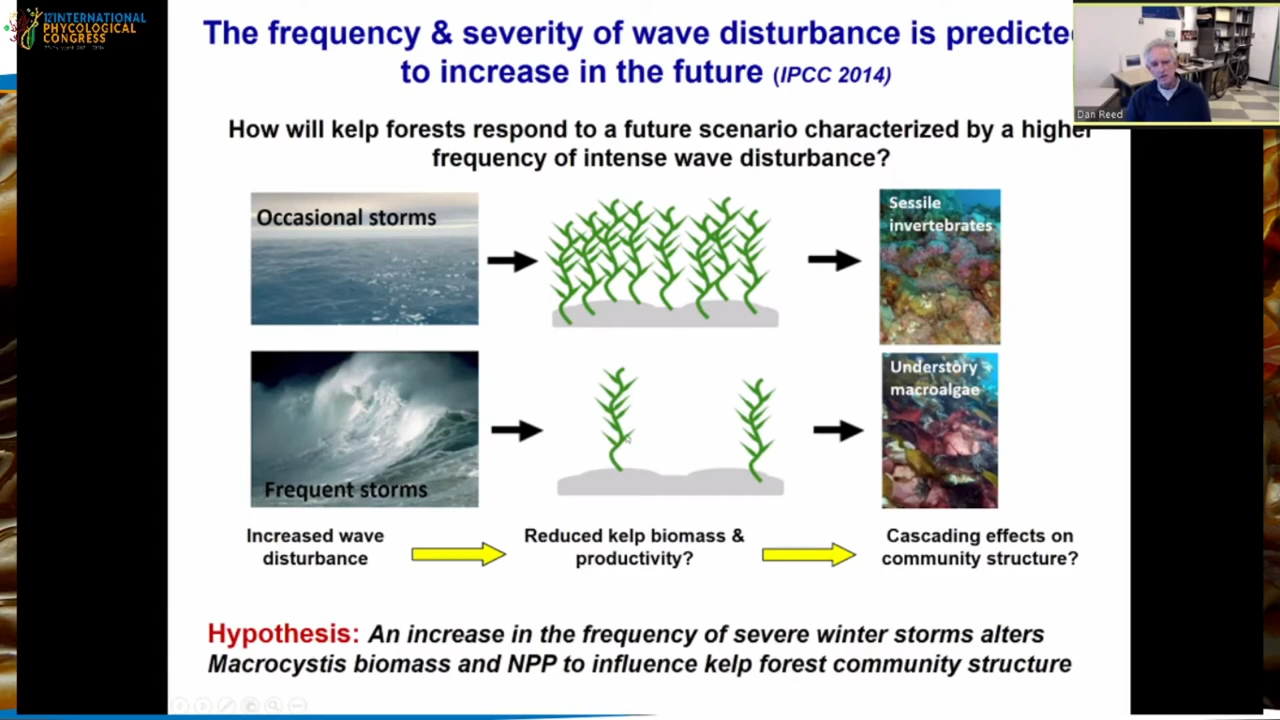 12th INTERNATIONAL
PHYCOLOGICAL
CONGRESS
The frequency & severity of wave disturbance is predicte
to increase in the future (IPCC 2014)
Dan Reed
How will kelp forests respond to a future scenario characterized by a higher
frequency of intense wave disturbance?
Occasional storms
Sessile
invertebrates
Frequent storms
Understory
macroalgae
Increased wave
disturbance
Reduced kelp biomass &
productivity?
Cascading effects on
community structure?
Hypothesis: An increase in the frequency of severe winter storms alters
Macrocystis biomass and NPP to influence kelp forest community structure